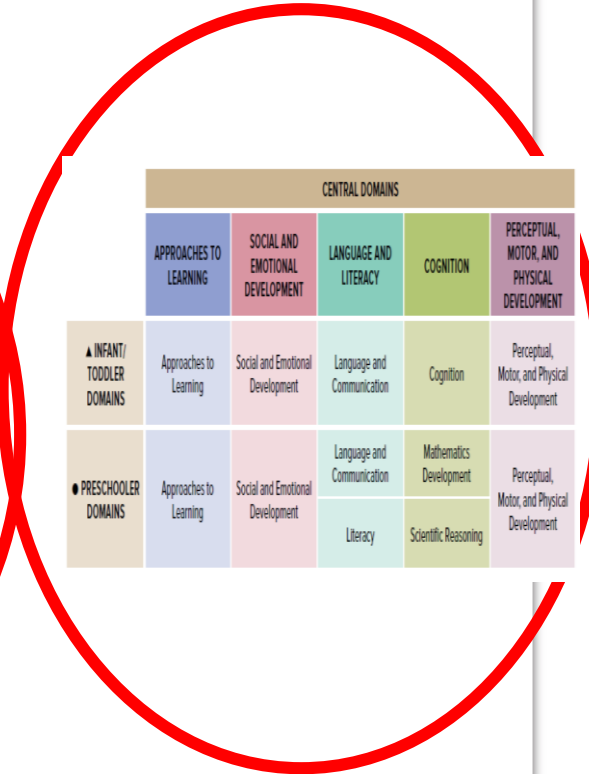 CENTRAL DOMAINS
APPROACHES TO
LEARNING
SOCIAL AND
EMOTIONAL
DEVELOPMENT
LANGUAGE AND
LITERACY
COGNITION
PERCEPTUAL,
MOTOR, AND
PHYSICAL
DEVELOPMENT
▲ INFANT/
TODDLER
DOMAINS
Approaches to
Learning
Social and Emotional
Development
Language and
Communication
Cognition
Perceptual,
Motor, and Physical
Development
● PRESCHOOLER
DOMAINS
Approaches to
Learning
Social and Emotional
Development
Language and
Communication
Literacy
Mathematics
Development
Scientific Reasoning
Perceptual,
Motor, and Physical
Development